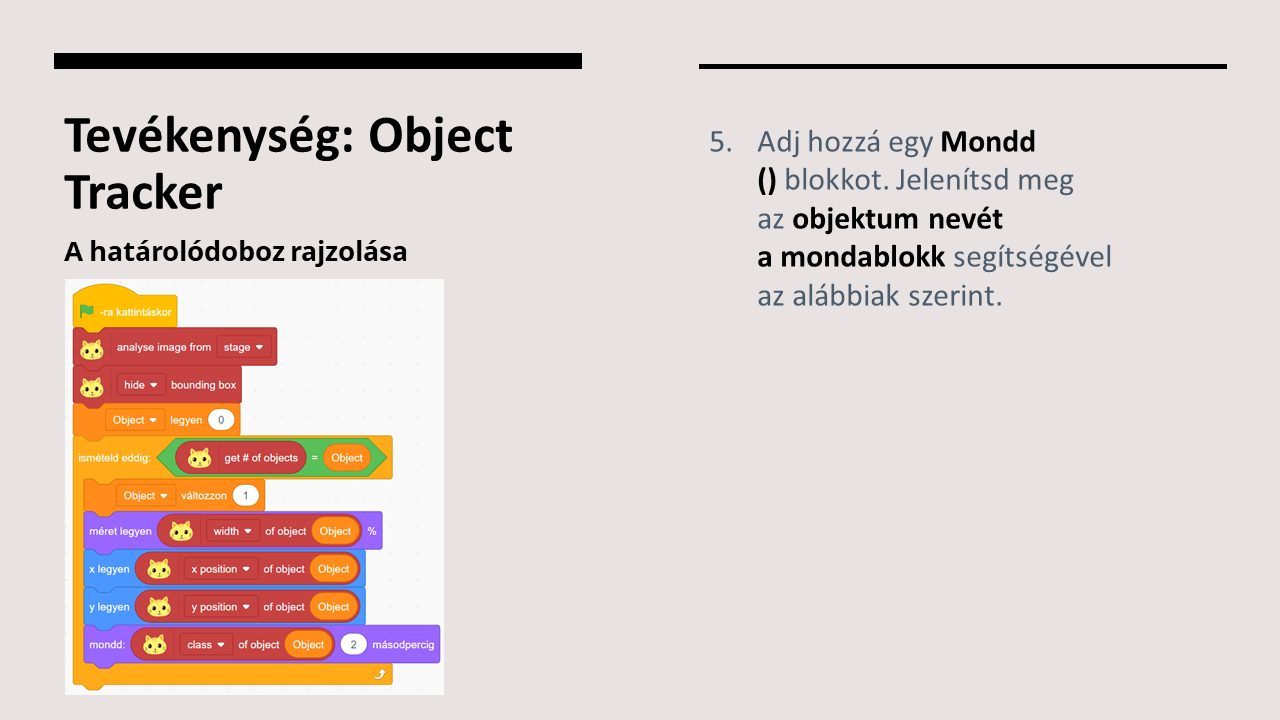 Tevékenység: Object
Tracker
A határolódoboz rajzolása
-ra kattintáskor
analyse image from stage
hide bounding box
Object legyen 0
ismételd eddig: get # of objects = Object
Object változzon 1
méret legyen width of object Object %
x legyen x position of object Object
y legyen y position of object Object
mondd: class of object Object 2 másodpercig
5. Adj hozzá egy Mondd
() blokkot. Jelenítsd meg
az objektum nevét
a mondablokk segítségével
az alábbiak szerint.